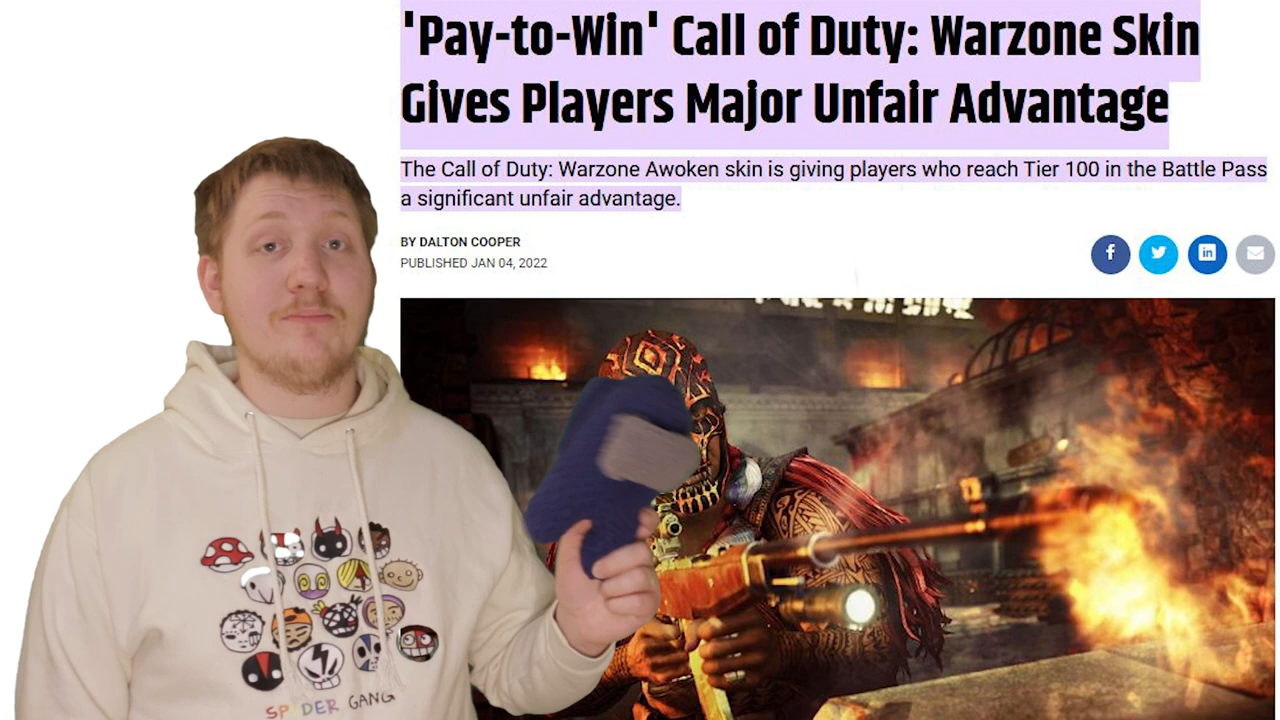 'Pay-to-Win' Call of Duty: Warzone Skin
Gives Players Major Unfair Advantage
The Call of Duty: Warzone Awoken skin is giving players who reach Tier 100 in the Battle Pass
a significant unfair advantage.
BY DALTON COOPER
PUBLISHED JAN 04, 2022
f
in
SPIDER GANG